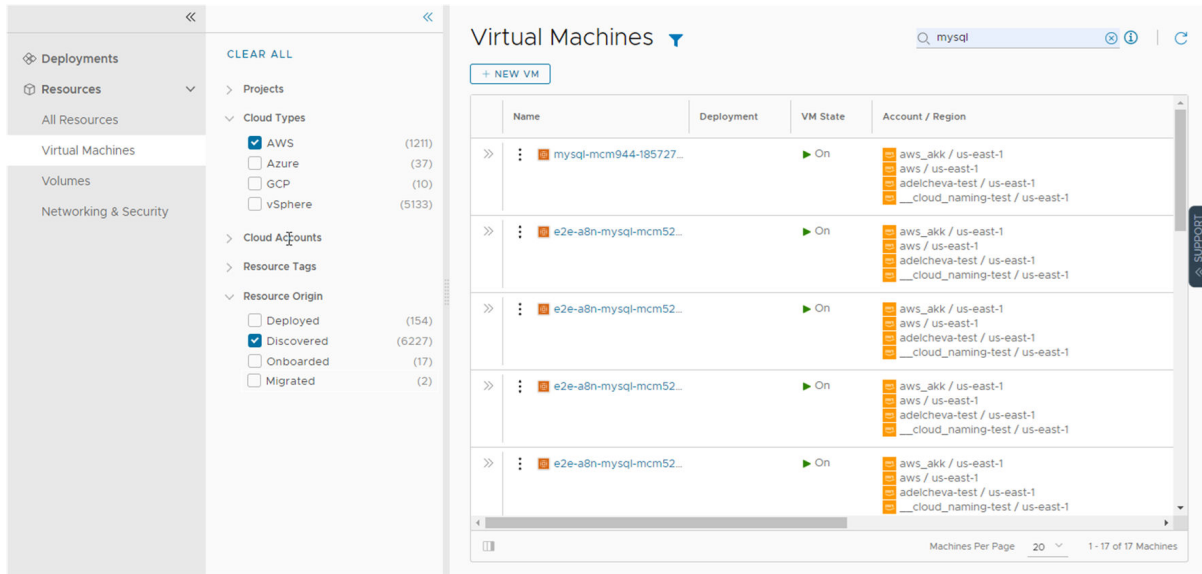 Deployments
Resources
All Resources
Virtual Machines
Volumes
Networking & Security
CLEAR ALL
Projects
Cloud Types
AWS (1211)
Azure (37)
GCP (10)
vSphere (5133)
Cloud Accounts
Resource Tags
Resource Origin
Deployed (154)
Discovered (6227)
Onboarded (17)
Migrated (2)
Virtual Machines
mysql
+ NEW VM
Name Deployment VM State Account / Region
mysql-mcm944-185727... On aws_akk / us-east-1
aws / us-east-1
adelcheva-test / us-east-1
__cloud_naming-test / us-east-1
e2e-a8n-mysql-mcm52... On aws_akk / us-east-1
aws / us-east-1
adelcheva-test / us-east-1
__cloud_naming-test / us-east-1
e2e-a8n-mysql-mcm52... On aws_akk / us-east-1
aws / us-east-1
adelcheva-test / us-east-1
__cloud_naming-test / us-east-1
e2e-a8n-mysql-mcm52... On aws_akk / us-east-1
aws / us-east-1
adelcheva-test / us-east-1
__cloud_naming-test / us-east-1
e2e-a8n-mysql-mcm52... On aws_akk / us-east-1
aws / us-east-1
adelcheva-test / us-east-1
__cloud_naming-test / us-east-1
Machines Per Page 20 1 - 17 of 17 Machines
SUPPORT